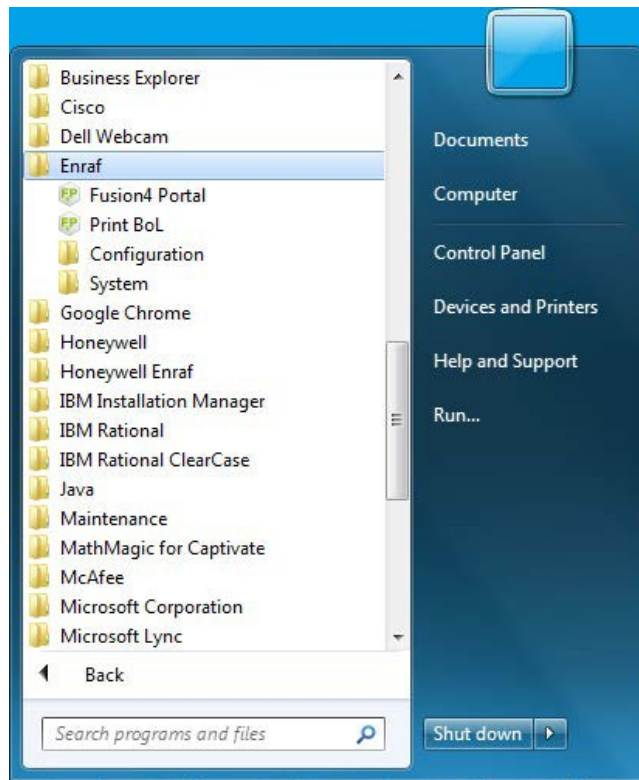 Business Explorer
Cisco
Dell Webcam
Enraf
FP Fusion4 Portal
FP Print BoL
Configuration
System
Google Chrome
Honeywell
Honeywell Enraf
IBM Installation Manager
IBM Rational
IBM Rational ClearCase
Java
Maintenance
MathMagic for Captivate
McAfee
Microsoft Corporation
Microsoft Lync
Back
Search programs and files
Documents
Computer
Control Panel
Devices and Printers
Help and Support
Run...
Shut down